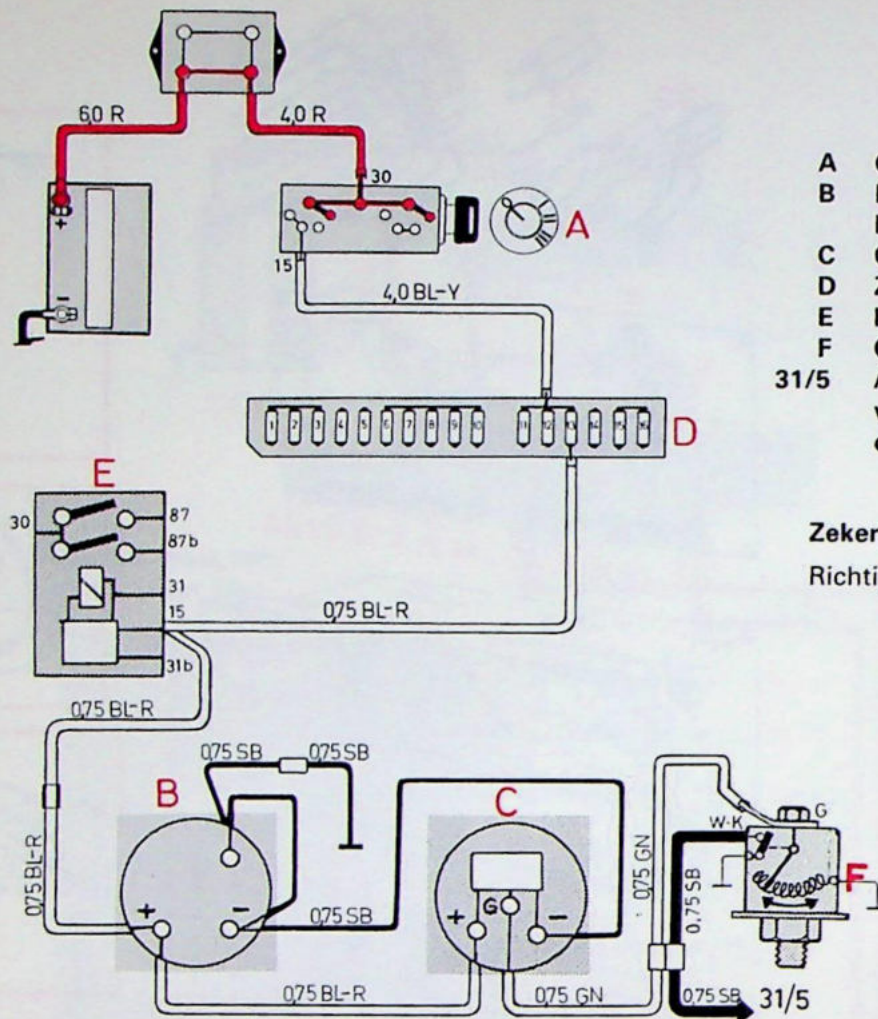 6,0 R
4,0 R
30
+
-
A
15
4,0 BL-Y
1 2 3 4 5 6 7 8 9 10 11 12 13 14 15 16
D
E
30
87
87b
31
15
31b
0,75 BL-R
0,75 BL-R
0,75 SB
0,75 SB
B
C
0,75 BL-R
+
-
0,75 SB
+
G
-
0,75 GN
W-K
G
F
0,75 SB
0,75 BL-R
0,75 GN
0,75 SB
31/5
A
B
C
D
E
F
31/5
Zeker
Richti